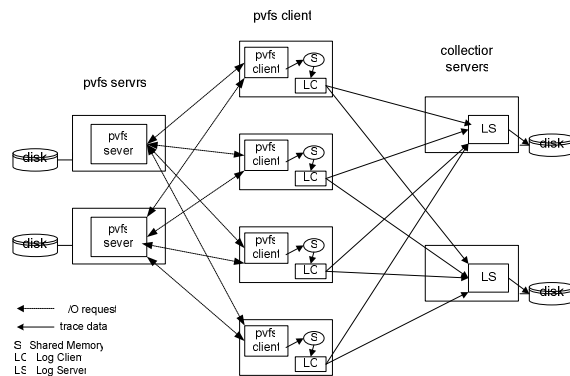 pvfs client
pvfs servrs
collection
servers
pvfs
client
S
LC
pvfs
client
S
LC
pvfs
client
S
LC
pvfs
client
S
LC
pvfs
sever
disk
pvfs
sever
disk
LS
disk
LS
disk
/O request
trace data
S Shared Memory
LC Log Client
LS Log Server